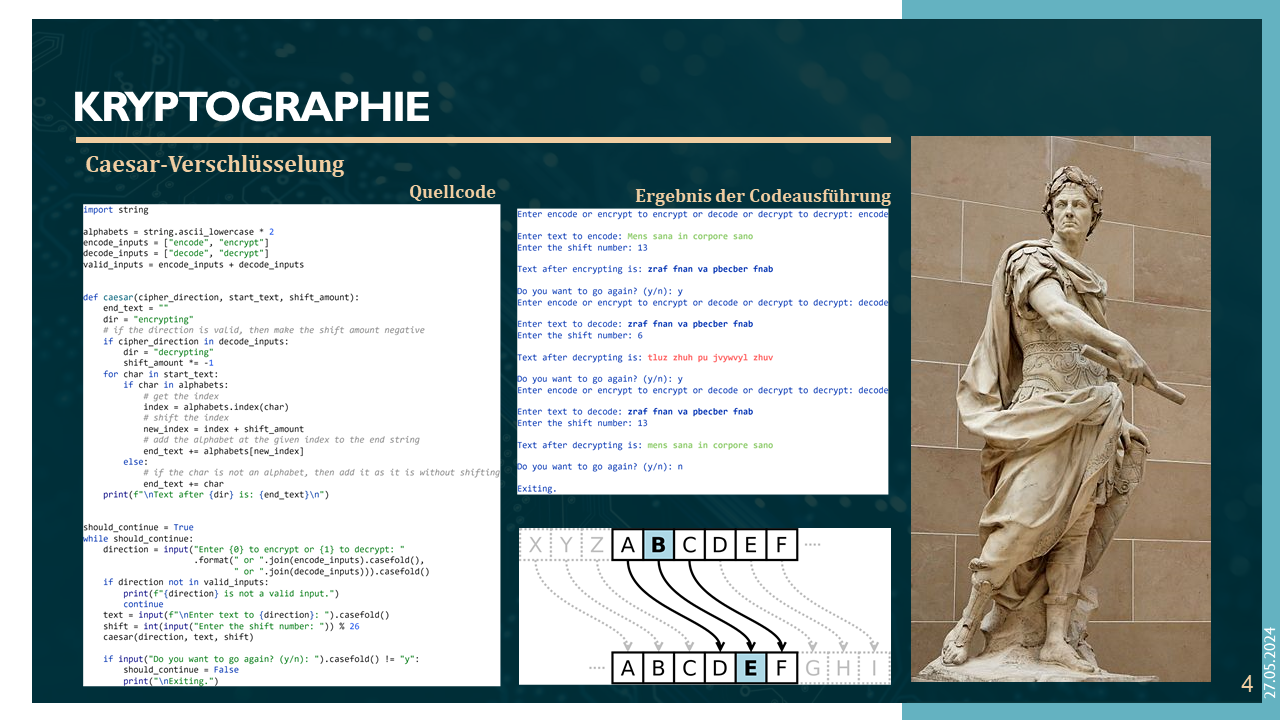 KRYPTOGRAPHIE
Caesar-Verschlüsselung
Quellcode
import string

alphabets = string.ascii_lowercase * 2
encode_inputs = ["encode", "encrypt"]
decode_inputs = ["decode", "decrypt"]
valid_inputs = encode_inputs + decode_inputs

def caesar(cipher_direction, start_text, shift_amount):
    end_text = ""
    dir = "encrypting"
    # if the direction is valid, then make the shift amount negative
    if cipher_direction in decode_inputs:
        dir = "decrypting"
        shift_amount *= -1
    for char in start_text:
        if char in alphabets:
            # get the index
            index = alphabets.index(char)
            # shift the index
            new_index = index + shift_amount
            # add the alphabet at the given index to the end string
            end_text += alphabets[new_index]
        else:
            # if the char is not an alphabet, then add it as it is without shifting
            end_text += char
    print(f"\nText after {dir} is: {end_text}\n")

should_continue = True
while should_continue:
    direction = input("Enter {0} to encrypt or {1} to decrypt: "
                      .format(" or ".join(encode_inputs).casefold(),
                              " or ".join(decode_inputs))).casefold()
    if direction not in valid_inputs:
        print(f"{direction} is not a valid input.")
        continue
    text = input(f"\nEnter text to {direction}: ").casefold()
    shift = int(input("Enter the shift number: ")) % 26
    caesar(direction, text, shift)

    if input("Do you want to go again? (y/n): ").casefold() != "y":
        should_continue = False
        print("\nExiting.")
Ergebnis der Codeausführung
Enter encode or encrypt to encrypt or decode or decrypt to decrypt: encode

Enter text to encode: Mens sana in corpore sano
Enter the shift number: 13

Text after encrypting is: zraf fnan va pbecber fnab

Do you want to go again? (y/n): y
Enter encode or encrypt to encrypt or decode or decrypt to decrypt: decode

Enter text to decode: zraf fnan va pbecber fnab
Enter the shift number: 6

Text after decrypting is: tluz zhuh pu jvywvyl zhuv

Do you want to go again? (y/n): y
Enter encode or encrypt to encrypt or decode or decrypt to decrypt: decode

Enter text to decode: zraf fnan va pbecber fnab
Enter the shift number: 13

Text after decrypting is: mens sana in corpore sano

Do you want to go again? (y/n): n

Exiting.
X Y Z A B C D E F ····
···· A B C D E F G H I
4
27.05.2024